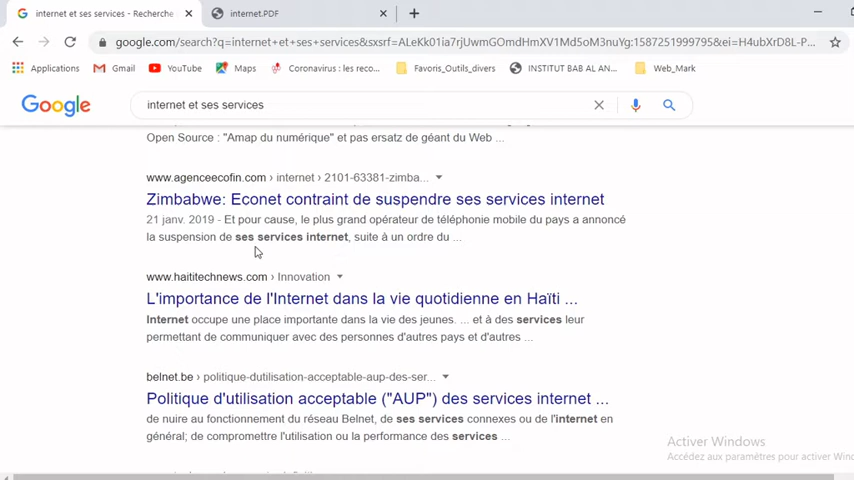 internet et ses services - Recherche
internet.PDF
google.com/search?q=internet+et+ses+services&sxsrf=ALeKk01ia7rjUwmGOmdHmXV1Md5oM3nuYg:1587251999795&ei=H4ubXrD8L-P...
Applications Gmail YouTube Maps Coronavirus : les reco... Favoris_Outils_divers INSTITUT BAB AL AN... Web_Mark
Google internet et ses services
Open Source : "Amap du numérique" et pas ersatz de géant du Web ...
www.agenceecofin.com › internet › 2101-63381-zimba...
Zimbabwe: Econet contraint de suspendre ses services internet
21 janv. 2019 - Et pour cause, le plus grand opérateur de téléphonie mobile du pays a annoncé
la suspension de ses services internet, suite à un ordre du ...
www.haititechnews.com › Innovation
L'importance de l'Internet dans la vie quotidienne en Haïti ...
Internet occupe une place importante dans la vie des jeunes. ... et à des services leur
permettant de communiquer avec des personnes d'autres pays et d'autres ...
belnet.be › politique-dutilisation-acceptable-aup-des-ser...
Politique d'utilisation acceptable ("AUP") des services internet ...
de nuire au fonctionnement du réseau Belnet, de ses services connexes ou de l'internet en
général; de compromettre l'utilisation ou la performance des services ...
Activer Windows
Accédez aux paramètres pour activer Wind